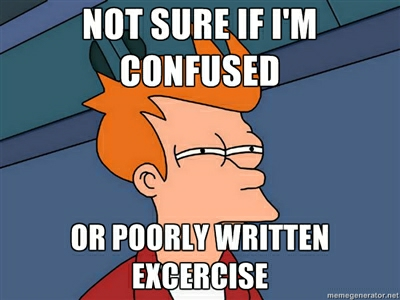 NOT SURE IF I'M
CONFUSED
OR POORLY WRITTEN
EXCERCISE
memegenerator.net